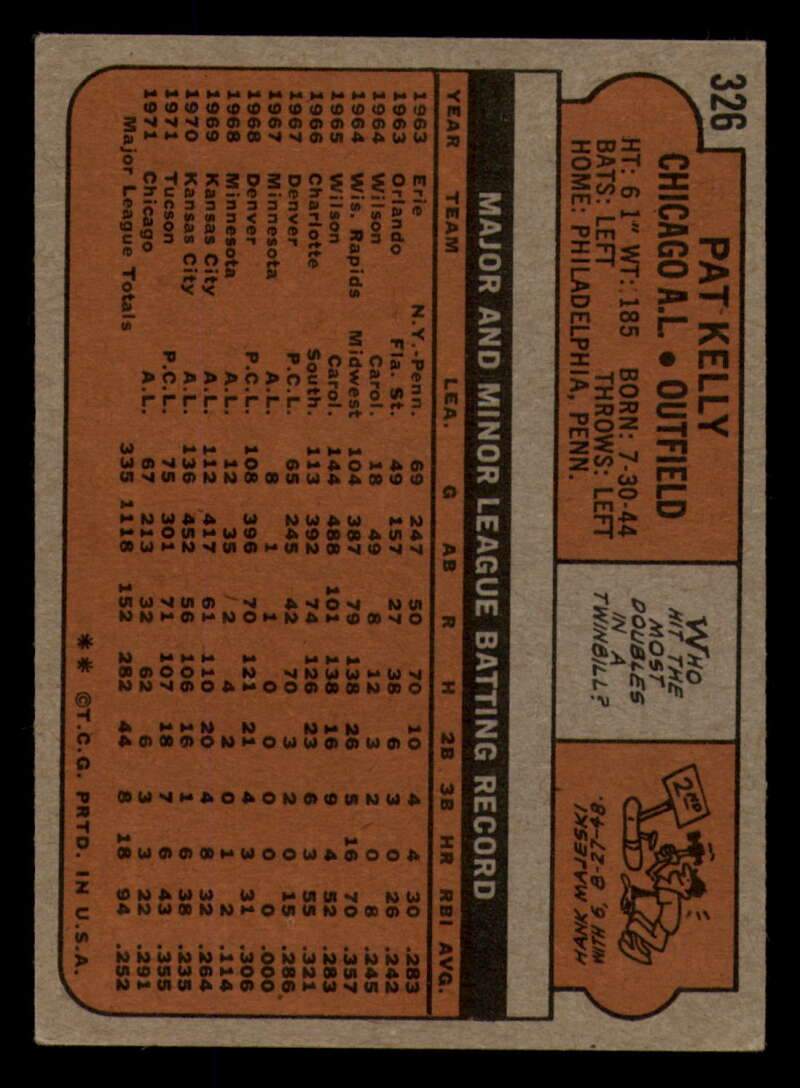 326
PAT KELLY
CHICAGO A.L. • OUTFIELD
HT: 6 1" WT: 185 BORN: 7-30-44
BATS: LEFT THROWS: LEFT
HOME: PHILADELPHIA, PENN.
WHO
HIT THE
MOST
DOUBLES
IN A
TWINBILL?
2ND
HANK MAJESKI
WITH 6, 8-27-48.
MAJOR AND MINOR LEAGUE BATTING RECORD
YEAR TEAM LEA. G AB R H 2B 3B HR RBI AVG.
1963 Erie N.Y.-Penn. 69 247 50 70 10 4 4 30 .283
1963 Orlando Fla. St. 49 157 27 38 6 3 0 26 .242
1964 Wilson Carol. 18 49 8 12 3 2 0 8 .245
1964 Wis. Rapids Midwest 104 387 79 138 26 5 16 70 .357
1965 Wilson Carol. 144 488 101 138 16 9 4 52 .283
1966 Charlotte South. 113 392 74 126 23 6 3 55 .321
1967 Denver P.C.L. 65 245 42 70 3 2 0 15 .286
1967 Minnesota A.L. 8 1 1 0 0 0 0 0 .000
1968 Denver P.C.L. 108 396 70 121 21 4 3 31 .306
1968 Minnesota A.L. 12 35 2 4 2 0 1 2 .114
1969 Kansas City A.L. 112 417 61 110 20 4 8 32 .264
1970 Kansas City A.L. 136 452 56 106 16 1 6 38 .235
1971 Tucson P.C.L. 75 301 71 107 18 7 6 43 .355
1971 Chicago A.L. 67 213 32 62 6 3 3 22 .291
Major League Totals 335 1118 152 282 44 8 18 94 .252
** ©T.C.G. PRTD. IN U.S.A.